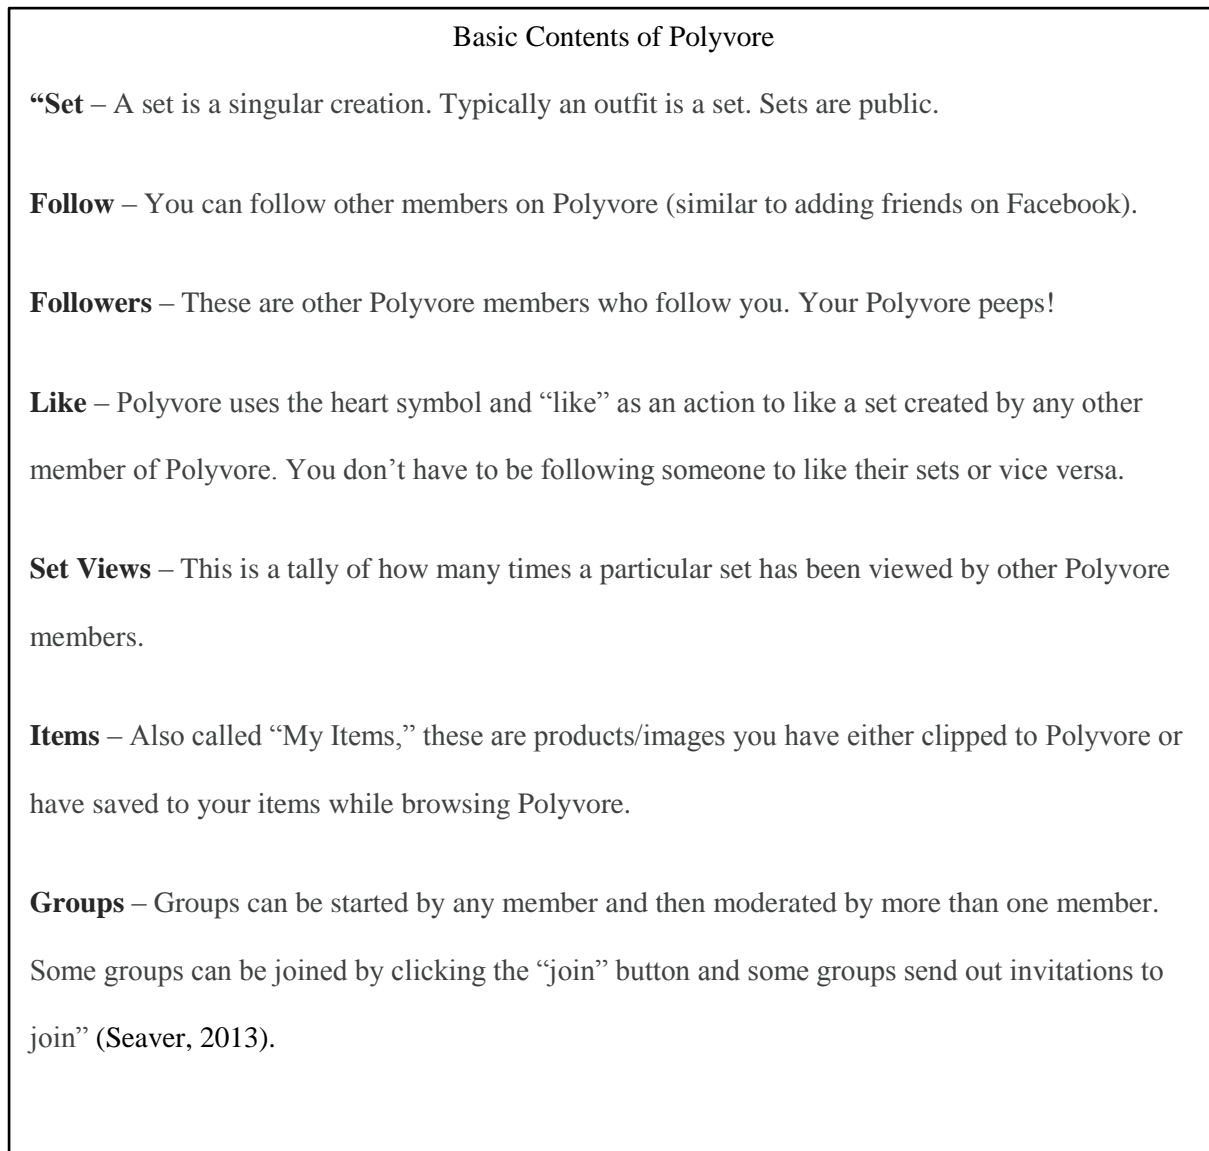 Basic Contents of Polyvore
“Set – A set is a singular creation. Typically an outfit is a set. Sets are public.
Follow – You can follow other members on Polyvore (similar to adding friends on Facebook).
Followers – These are other Polyvore members who follow you. Your Polyvore peeps!
Like – Polyvore uses the heart symbol and “like” as an action to like a set created by any other
member of Polyvore. You don’t have to be following someone to like their sets or vice versa.
Set Views – This is a tally of how many times a particular set has been viewed by other Polyvore
members.
Items – Also called “My Items,” these are products/images you have either clipped to Polyvore or
have saved to your items while browsing Polyvore.
Groups – Groups can be started by any member and then moderated by more than one member.
Some groups can be joined by clicking the “join” button and some groups send out invitations to
join” (Seaver, 2013).